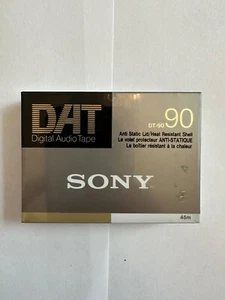 DAT
Digital Audio Tape
DT-90 90
Anti Static Lid/Heat Resistant Shell
Le volet protecteur ANTI-STATIQUE
Le boîtier résistant à la chaleur
SONY
46m